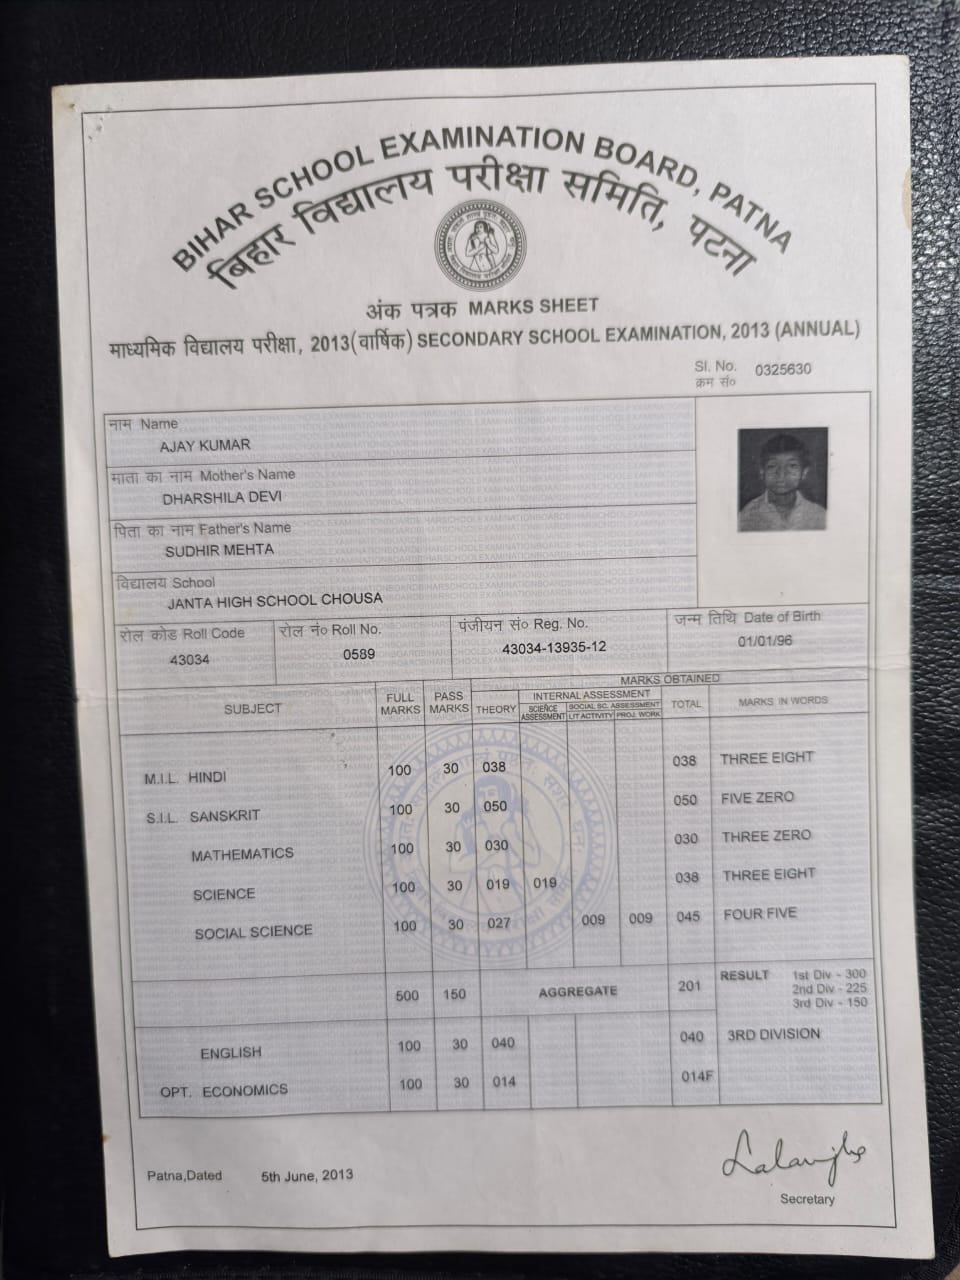 BIHAR SCHOOL EXAMINATION BOARD, PATNA
बिहार विद्यालय परीक्षा समिति, पटना
अंक पत्रक MARKS SHEET
माध्यमिक विद्यालय परीक्षा, 2013(वार्षिक) SECONDARY SCHOOL EXAMINATION, 2013 (ANNUAL)
Sl. No. 0325630
क्रम सं०
नाम Name
AJAY KUMAR
माता का नाम Mother's Name
DHARSHILA DEVI
पिता का नाम Father's Name
SUDHIR MEHTA
विद्यालय School
JANTA HIGH SCHOOL CHOUSA
रोल कोड Roll Code रोल नं० Roll No. पंजीयन सं० Reg. No. जन्म तिथि Date of Birth
43034 0589 43034-13935-12 01/01/96
MARKS OBTAINED
SUBJECT FULL MARKS PASS MARKS THEORY INTERNAL ASSESSMENT TOTAL MARKS IN WORDS
SCIENCE ASSESSMENT SOCIAL SC. ASSESSMENT
LIT ACTIVITY PROJ. WORK
M.I.L. HINDI 100 30 038 038 THREE EIGHT
S.I.L. SANSKRIT 100 30 050 050 FIVE ZERO
MATHEMATICS 100 30 030 030 THREE ZERO
SCIENCE 100 30 019 019 038 THREE EIGHT
SOCIAL SCIENCE 100 30 027 009 009 045 FOUR FIVE
500 150 AGGREGATE 201 RESULT 1st Div - 300
2nd Div - 225
3rd Div - 150
ENGLISH 100 30 040 040 3RD DIVISION
OPT. ECONOMICS 100 30 014 014F
Patna,Dated 5th June, 2013
Secretary